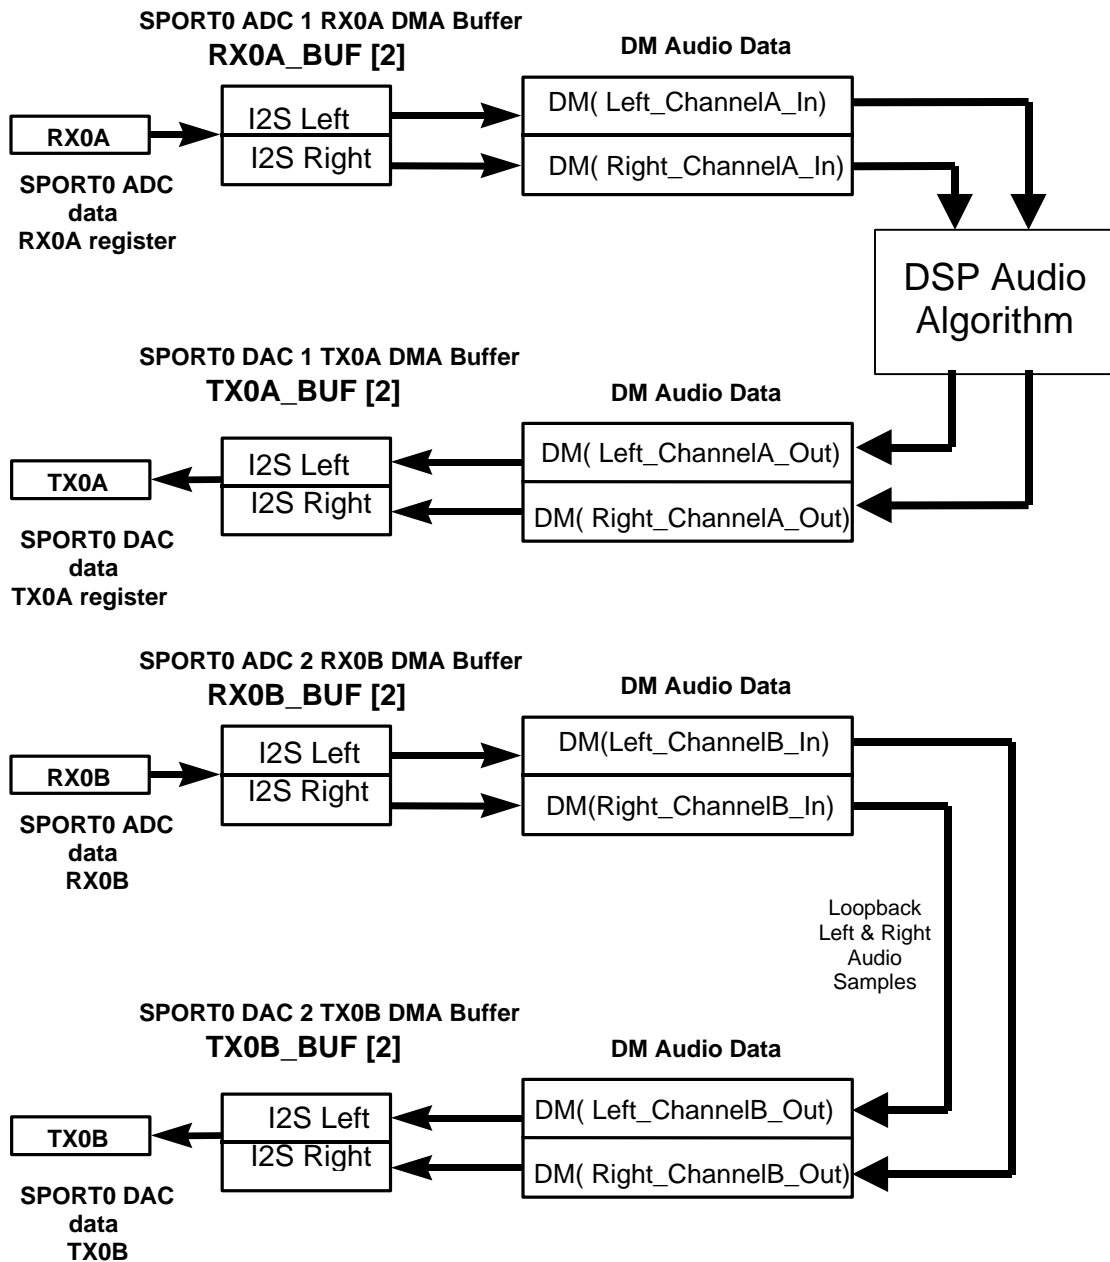 SPORT0 ADC 1 RX0A DMA Buffer
RX0A_BUF [2]
DM Audio Data
RX0A
I2S Left
I2S Right
DM( Left_ChannelA_In)
DM( Right_ChannelA_In)
SPORT0 ADC
data
RX0A register
DSP Audio
Algorithm
SPORT0 DAC 1 TX0A DMA Buffer
TX0A_BUF [2]
DM Audio Data
TX0A
I2S Left
I2S Right
DM( Left_ChannelA_Out)
DM( Right_ChannelA_Out)
SPORT0 DAC
data
TX0A register
SPORT0 ADC 2 RX0B DMA Buffer
RX0B_BUF [2]
DM Audio Data
RX0B
I2S Left
I2S Right
DM(Left_ChannelB_In)
DM(Right_ChannelB_In)
SPORT0 ADC
data
RX0B
Loopback
Left & Right
Audio
Samples
SPORT0 DAC 2 TX0B DMA Buffer
TX0B_BUF [2]
DM Audio Data
TX0B
I2S Left
I2S Right
DM( Left_ChannelB_Out)
DM( Right_ChannelB_Out)
SPORT0 DAC
data
TX0B